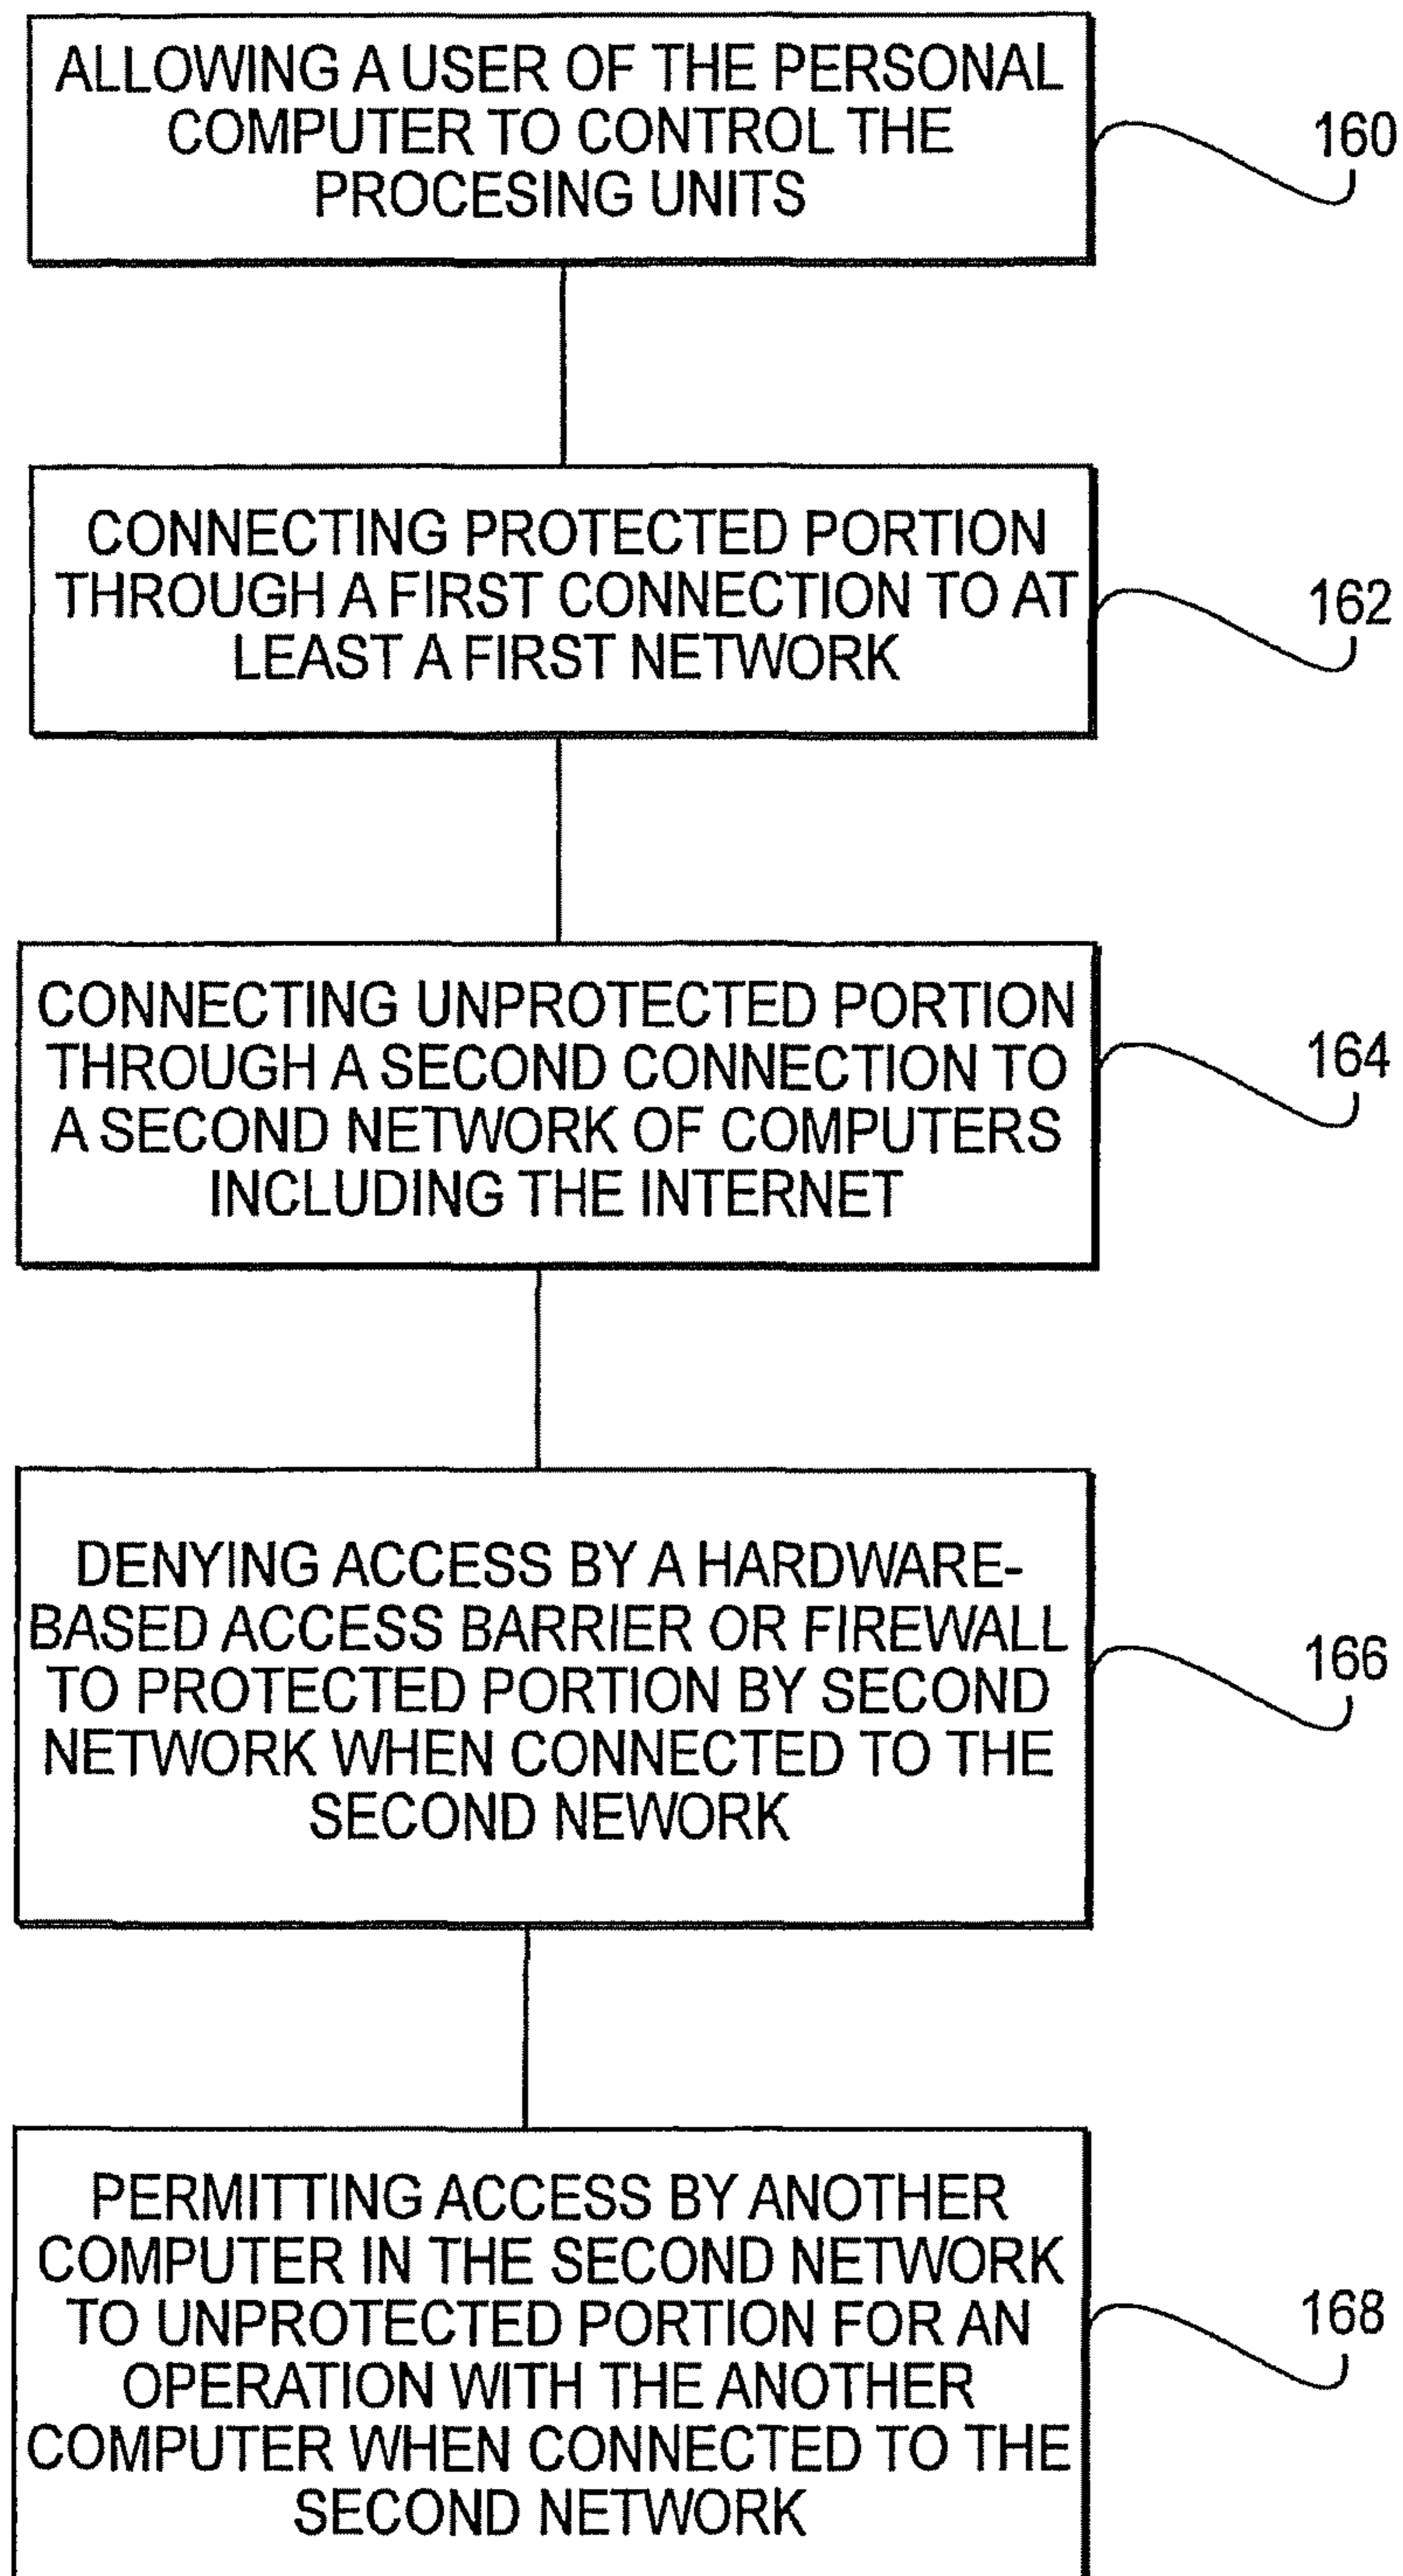 ALLOWING A USER OF THE PERSONAL
COMPUTER TO CONTROL THE
PROCESING UNITS
160
CONNECTING PROTECTED PORTION
THROUGH A FIRST CONNECTION TO AT
LEAST A FIRST NETWORK
162
CONNECTING UNPROTECTED PORTION
THROUGH A SECOND CONNECTION TO
A SECOND NETWORK OF COMPUTERS
INCLUDING THE INTERNET
164
DENYING ACCESS BY A HARDWARE-
BASED ACCESS BARRIER OR FIREWALL
TO PROTECTED PORTION BY SECOND
NETWORK WHEN CONNECTED TO THE
SECOND NEWORK
166
PERMITTING ACCESS BY ANOTHER
COMPUTER IN THE SECOND NETWORK
TO UNPROTECTED PORTION FOR AN
OPERATION WITH THE ANOTHER
COMPUTER WHEN CONNECTED TO THE
SECOND NETWORK
168